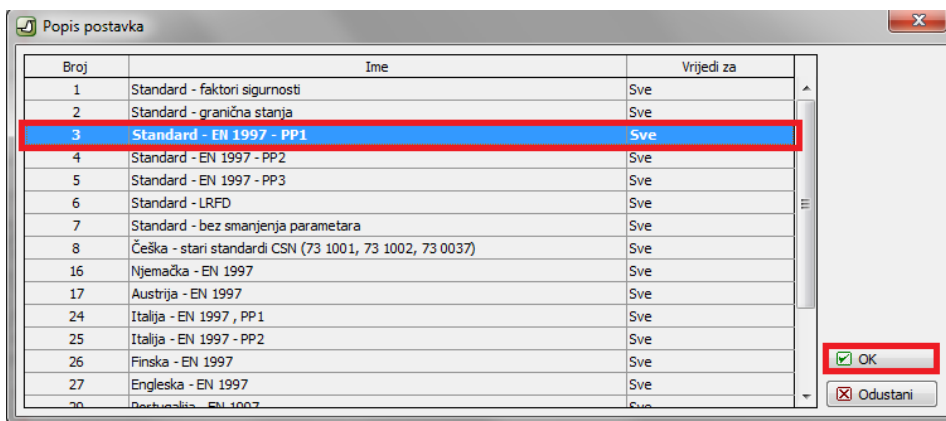 Popis postavka
Broj Ime Vrijedi za
1 Standard - faktori sigurnosti Sve
2 Standard - granična stanja Sve
3 Standard - EN 1997 - PP1 Sve
4 Standard - EN 1997 - PP2 Sve
5 Standard - EN 1997 - PP3 Sve
6 Standard - LRFD Sve
7 Standard - bez smanjenja parametara Sve
8 Češka - stari standardi CSN (73 1001, 73 1002, 73 0037) Sve
16 Njemačka - EN 1997 Sve
17 Austrija - EN 1997 Sve
24 Italija - EN 1997 , PP1 Sve
25 Italija - EN 1997 - PP2 Sve
26 Finska - EN 1997 Sve
OK
27 Engleska - EN 1997 Sve
Odustani
Portugalija - EN 1997 Sve